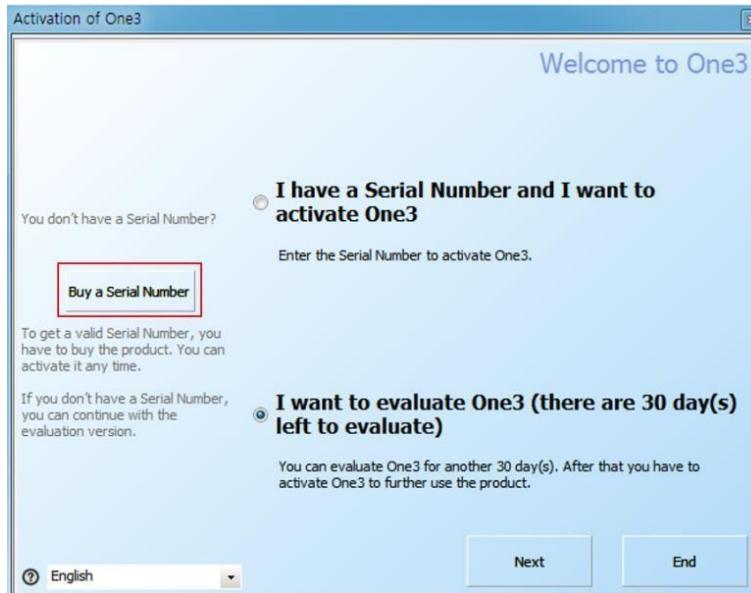 Activation of One3
Welcome to One3
You don't have a Serial Number?
Buy a Serial Number
To get a valid Serial Number, you
have to buy the product. You can
activate it any time.
If you don't have a Serial Number,
you can continue with the
evaluation version.
I have a Serial Number and I want to
activate One3
Enter the Serial Number to activate One3.
I want to evaluate One3 (there are 30 day(s)
left to evaluate)
You can evaluate One3 for another 30 day(s). After that you have to
activate One3 to further use the product.
? English
Next
End